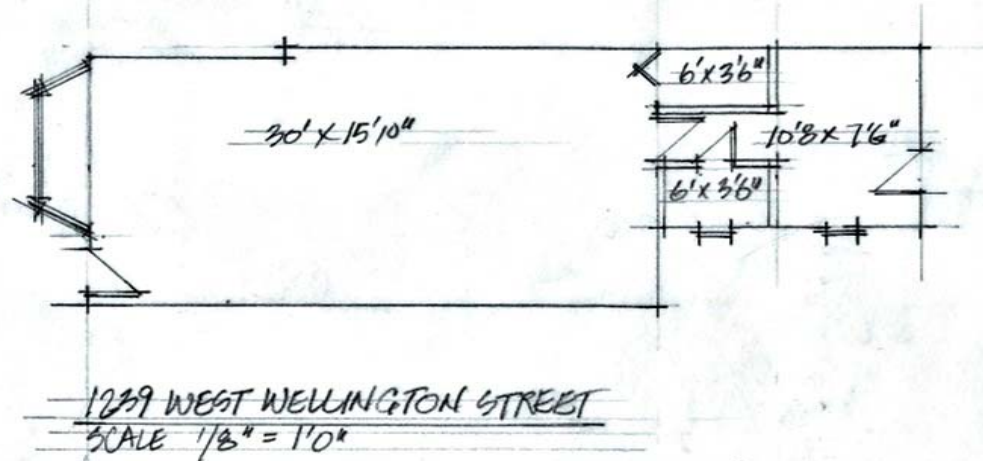 6'x3'6"
30' x 15'10"
10'8 x 7'6"
6'x 3'6"
1239 WEST WELLINGTON STREET
SCALE 1/8" = 1'0"